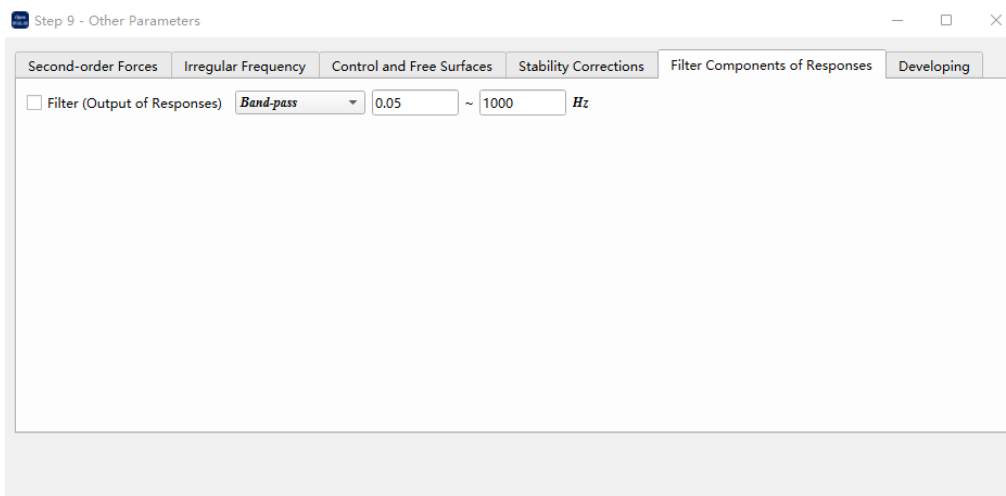 Step 9 - Other Parameters
Second-order Forces Irregular Frequency Control and Free Surfaces Stability Corrections Filter Components of Responses Developing
Filter (Output of Responses) Band-pass 0.05 ~ 1000 Hz